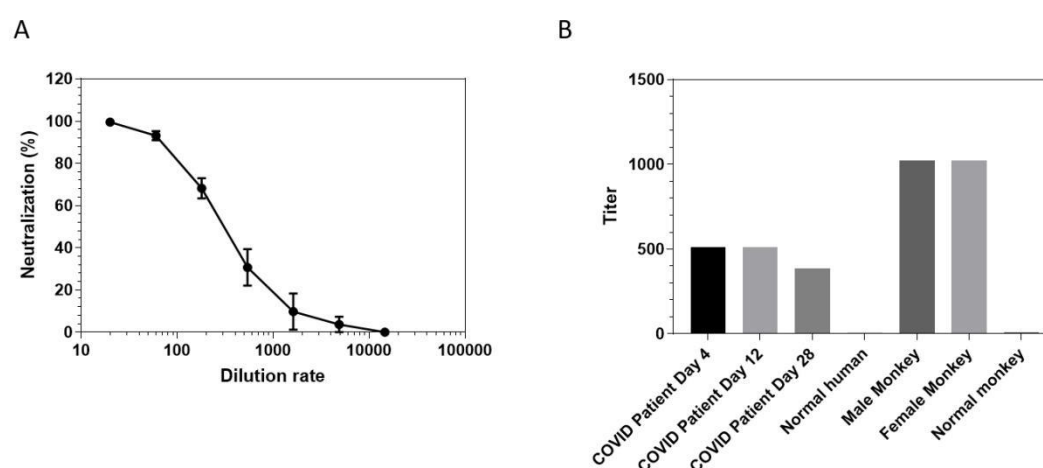 A
B
120
100
80
60
40
20
0
Neutralization (%)
10
100
1000
10000
100000
Dilution rate
1500
1000
500
0
Titer
COVID Patient Day 4
COVID Patient Day 12
COVID Patient Day 28
Normal human
Male Monkey
Female Monkey
Normal monkey